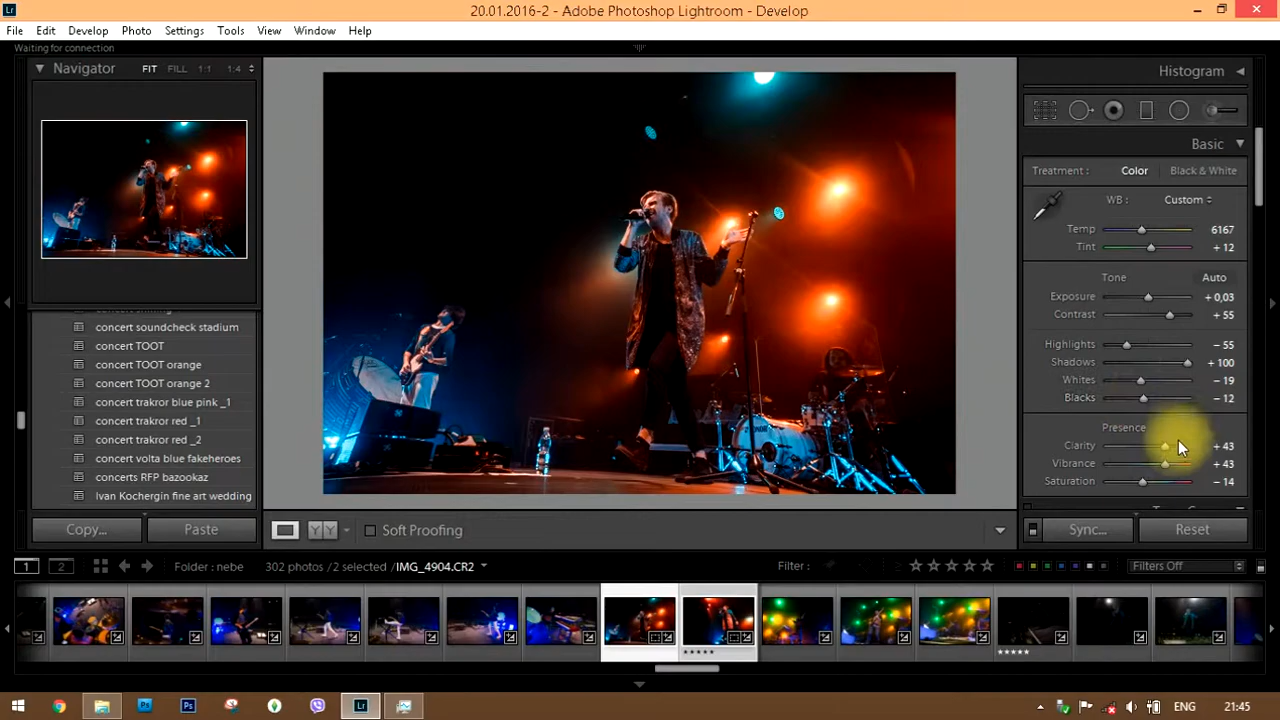 20.01.2016-2 - Adobe Photoshop Lightroom - Develop
File Edit Develop Photo Settings Tools View Window Help
Waiting for connection
Navigator FIT FILL 1:1 1:4
Histogram
Basic
Treatment : Color Black & White
WB : Custom
Temp 6167
Tint + 12
Tone Auto
Exposure + 0,03
Contrast + 55
Highlights - 55
Shadows + 100
Whites - 19
Blacks - 12
Presence
Clarity + 43
Vibrance + 43
Saturation - 14
concert soundcheck stadium
concert TOOT
concert TOOT orange
concert TOOT orange 2
concert trakror blue pink _1
concert trakror red _1
concert trakror red _2
concert volta blue fakeheroes
concerts RFP bazookaz
Ivan Kochergin fine art wedding
Copy... Paste
Y Y Soft Proofing
Sync... Reset
1 2 Folder : nebe 302 photos /2 selected /IMG_4904.CR2 Filter : Filters Off
Lr Ps ENG 21:45